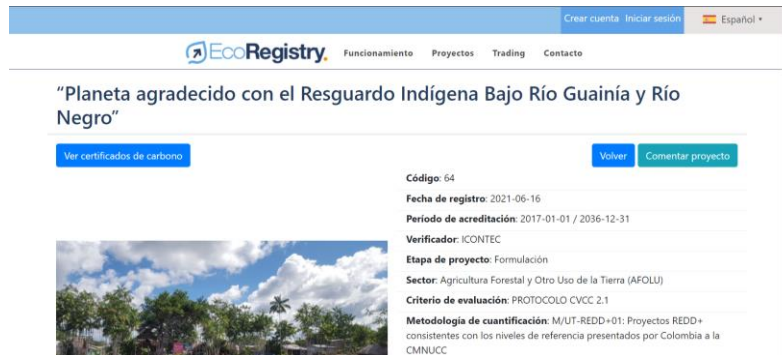 Crear cuenta Iniciar sesión Español
EcoRegistry. Funcionamiento Proyectos Trading Contacto
“Planeta agradecido con el Resguardo Indígena Bajo Río Guainía y Río
Negro”
Ver certificados de carbono Volver Comentar proyecto
Código: 64
Fecha de registro: 2021-06-16
Período de acreditación: 2017-01-01 / 2036-12-31
Verificador: ICONTEC
Etapa de proyecto: Formulación
Sector: Agricultura Forestal y Otro Uso de la Tierra (AFOLU)
Criterio de evaluación: PROTOCOLO CVCC 2.1
Metodología de cuantificación: M/UT-REDD+01: Proyectos REDD+
consistentes con los niveles de referencia presentados por Colombia a la
CMNUCC